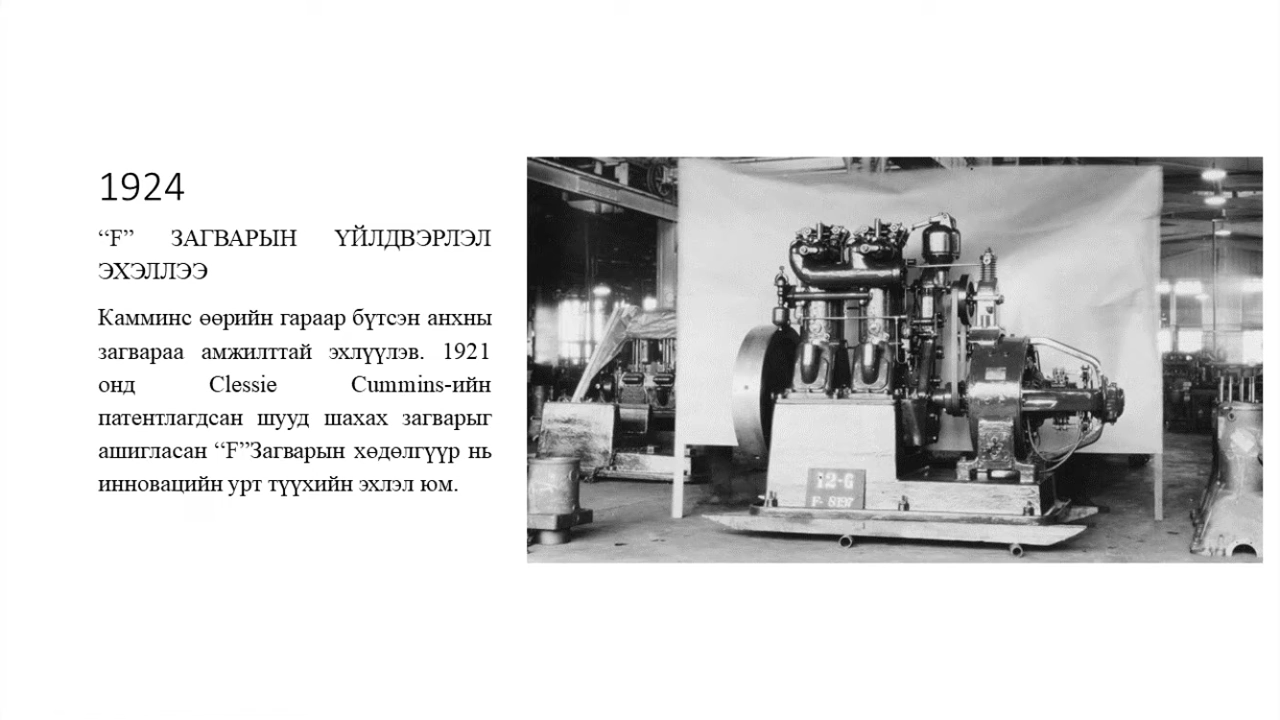 1924
“F” ЗАГВАРЫН ҮЙЛДВЭРЛЭЛ
ЭХЭЛЛЭЭ
Камминс өөрийн гараар бүтсэн анхны
загвараа амжилттай эхлүүлэв. 1921
онд Clessie Cummins-ийн
патентлагдсан шууд шахах загварыг
ашигласан “F”Загварын хөдөлгүүр нь
инновацийн урт түүхийн эхлэл юм.
12-G
F- 8197